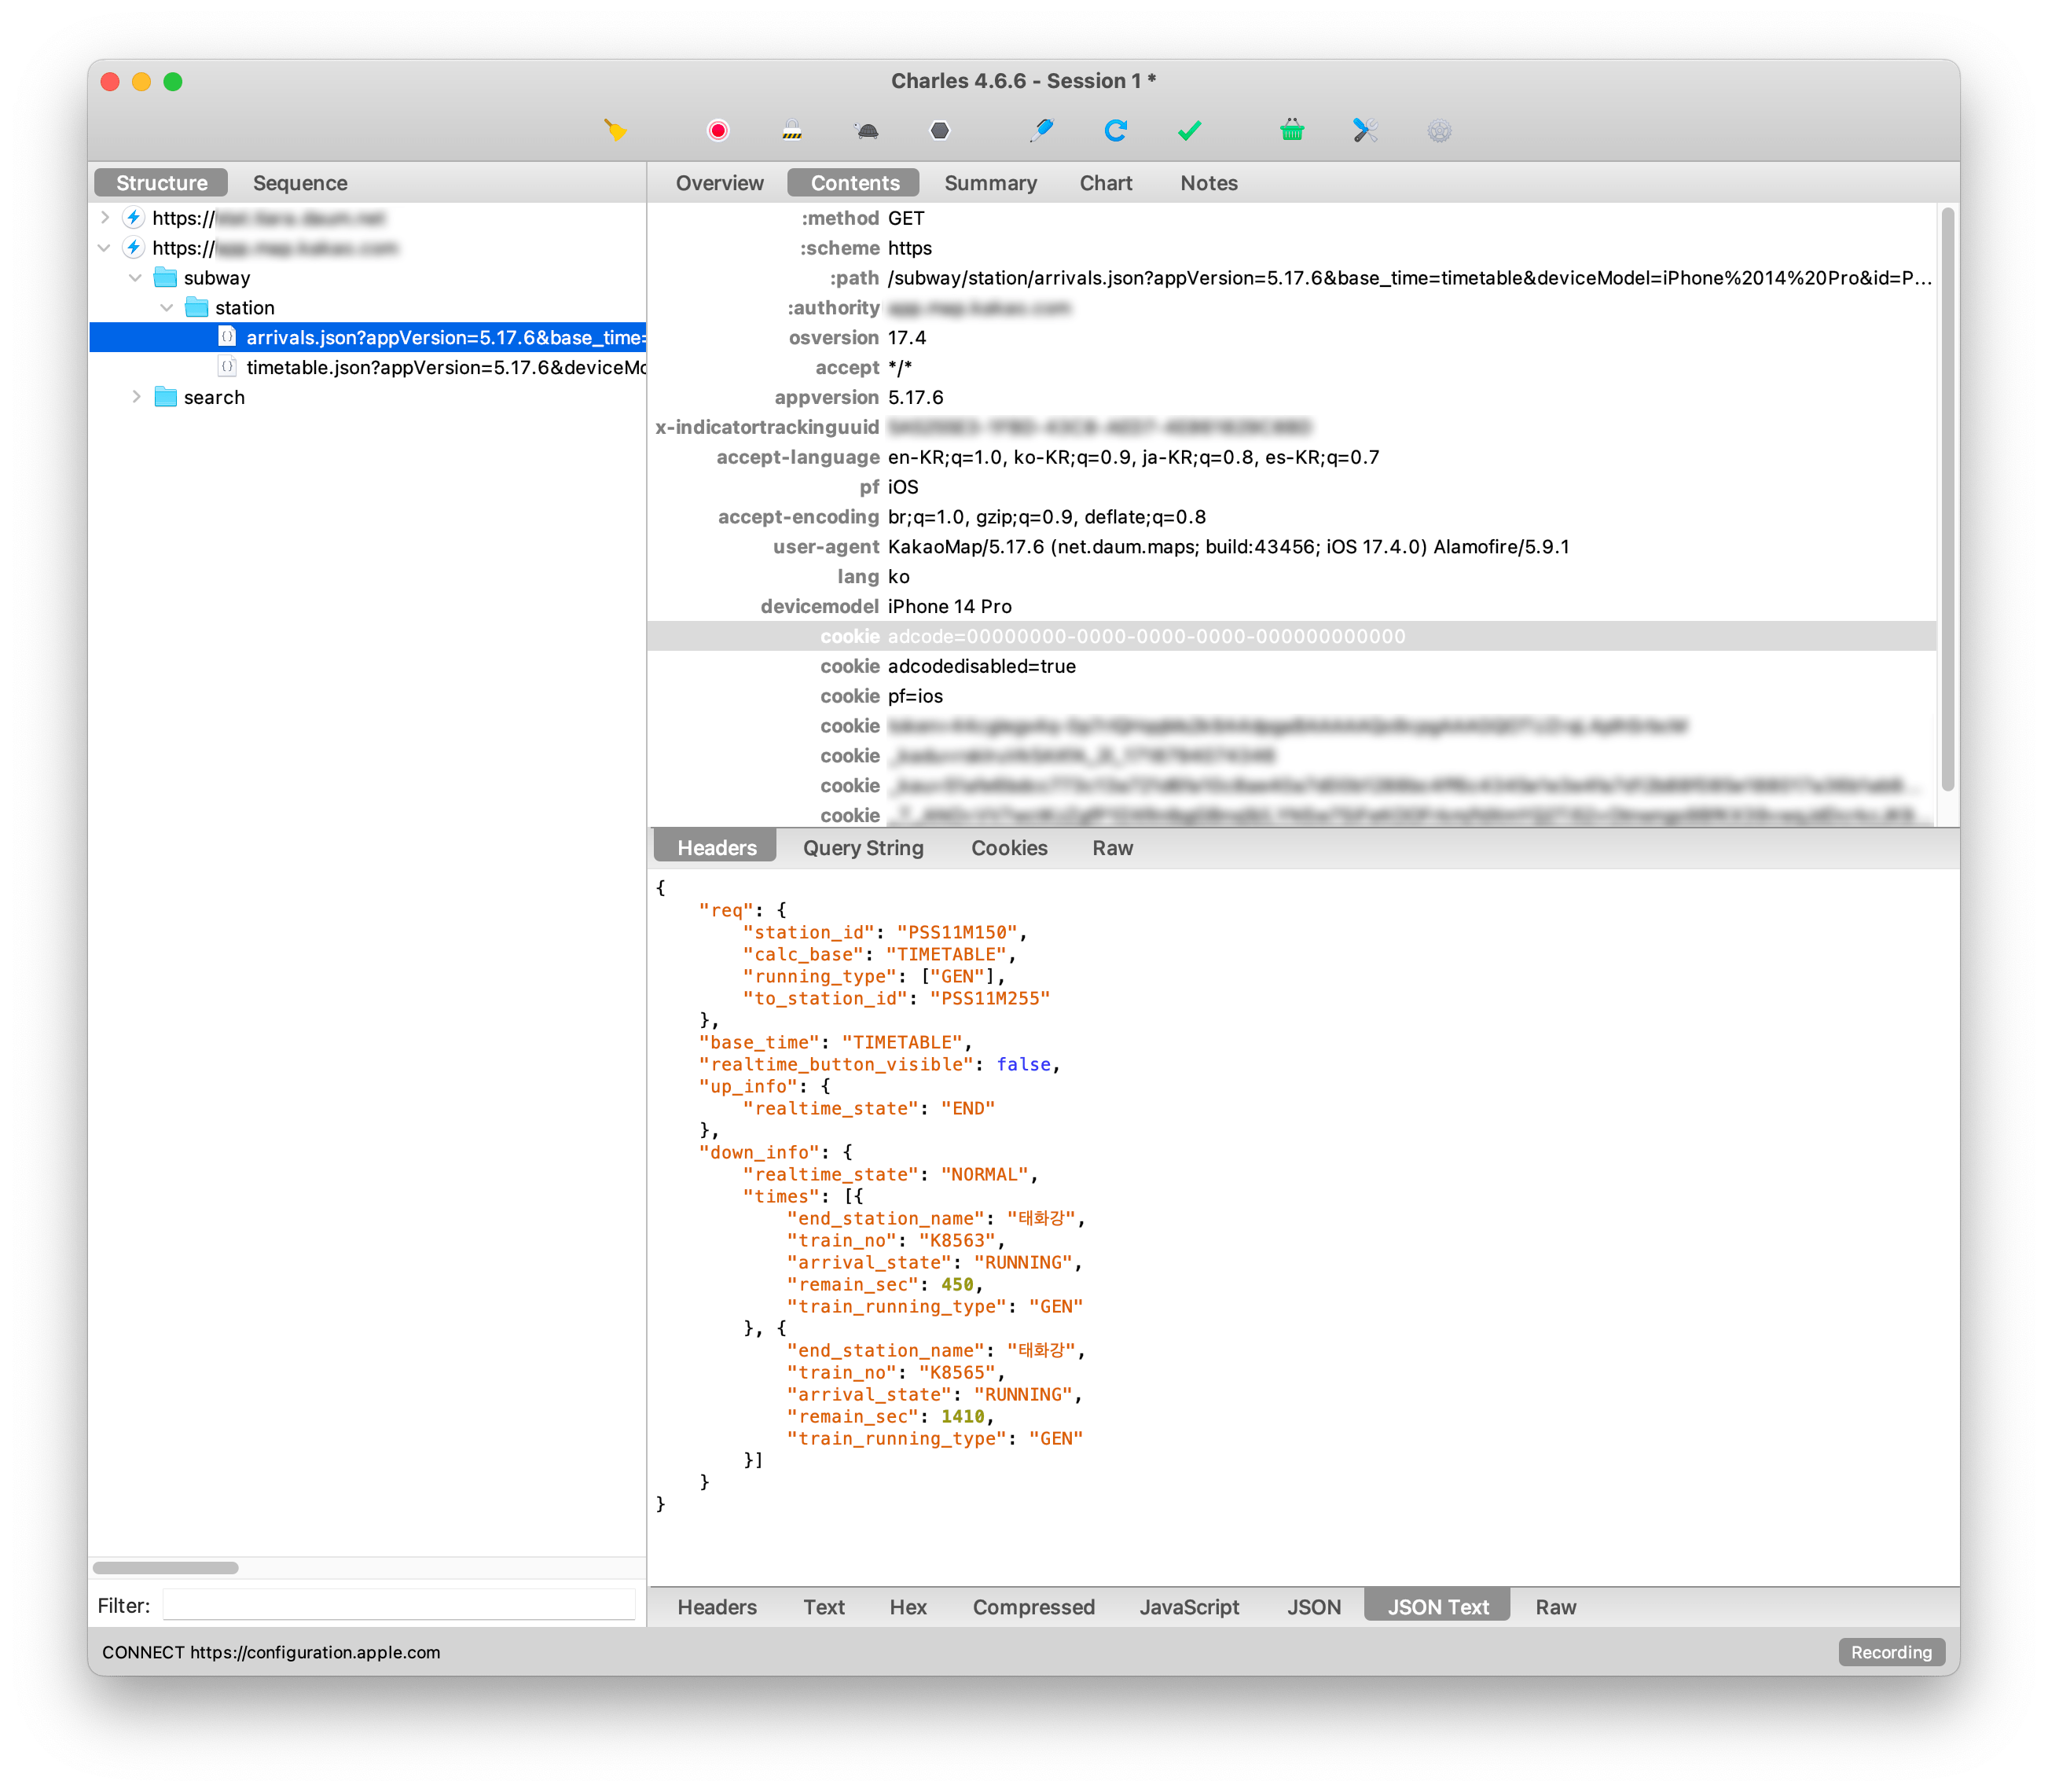 Charles 4.6.6 - Session 1 *
Structure Sequence
https://
https://
subway
station
arrivals.json?appVersion=5.17.6&base_time=
timetable.json?appVersion=5.17.6&deviceMo
search
Filter:
Overview Contents Summary Chart Notes
:method GET
:scheme https
:path /subway/station/arrivals.json?appVersion=5.17.6&base_time=timetable&deviceModel=iPhone%2014%20Pro&id=P...
:authority
osversion 17.4
accept */*
appversion 5.17.6
x-indicatortrackinguuid
accept-language en-KR;q=1.0, ko-KR;q=0.9, ja-KR;q=0.8, es-KR;q=0.7
pf iOS
accept-encoding br;q=1.0, gzip;q=0.9, deflate;q=0.8
user-agent KakaoMap/5.17.6 (net.daum.maps; build:43456; iOS 17.4.0) Alamofire/5.9.1
lang ko
devicemodel iPhone 14 Pro
cookie adcode=00000000-0000-0000-0000-000000000000
cookie adcodedisabled=true
cookie pf=ios
cookie
cookie
cookie
cookie
Headers Query String Cookies Raw
{
"req": {
"station_id": "PSS11M150",
"calc_base": "TIMETABLE",
"running_type": ["GEN"],
"to_station_id": "PSS11M255"
},
"base_time": "TIMETABLE",
"realtime_button_visible": false,
"up_info": {
"realtime_state": "END"
},
"down_info": {
"realtime_state": "NORMAL",
"times": [{
"end_station_name": "태화강",
"train_no": "K8563",
"arrival_state": "RUNNING",
"remain_sec": 450,
"train_running_type": "GEN"
}, {
"end_station_name": "태화강",
"train_no": "K8565",
"arrival_state": "RUNNING",
"remain_sec": 1410,
"train_running_type": "GEN"
}]
}
}
Headers Text Hex Compressed JavaScript JSON JSON Text Raw
CONNECT https://configuration.apple.com
Recording